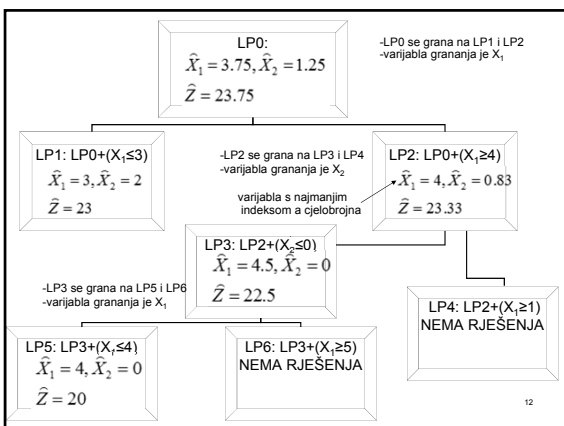 LP0:
X̂₁ = 3.75, X̂₂ = 1.25
Ẑ = 23.75
-LP0 se grana na LP1 i LP2
-varijabla grananja je X₁
LP1: LP0+(X₁≤3)
X̂₁ = 3, X̂₂ = 2
Ẑ = 23
-LP2 se grana na LP3 i LP4
-varijabla grananja je X₂
varijabla s najmanjim
indeksom a cjelobrojna
LP2: LP0+(X₁≥4)
X̂₁ = 4, X̂₂ = 0.83
Ẑ = 23.33
LP3: LP2+(X₂≤0)
X̂₁ = 4.5, X̂₂ = 0
Ẑ = 22.5
-LP3 se grana na LP5 i LP6
-varijabla grananja je X₁
LP4: LP2+(X₁≥1)
NEMA RJEŠENJA
LP5: LP3+(X₁≤4)
X̂₁ = 4, X̂₂ = 0
Ẑ = 20
LP6: LP3+(X₁≥5)
NEMA RJEŠENJA
12